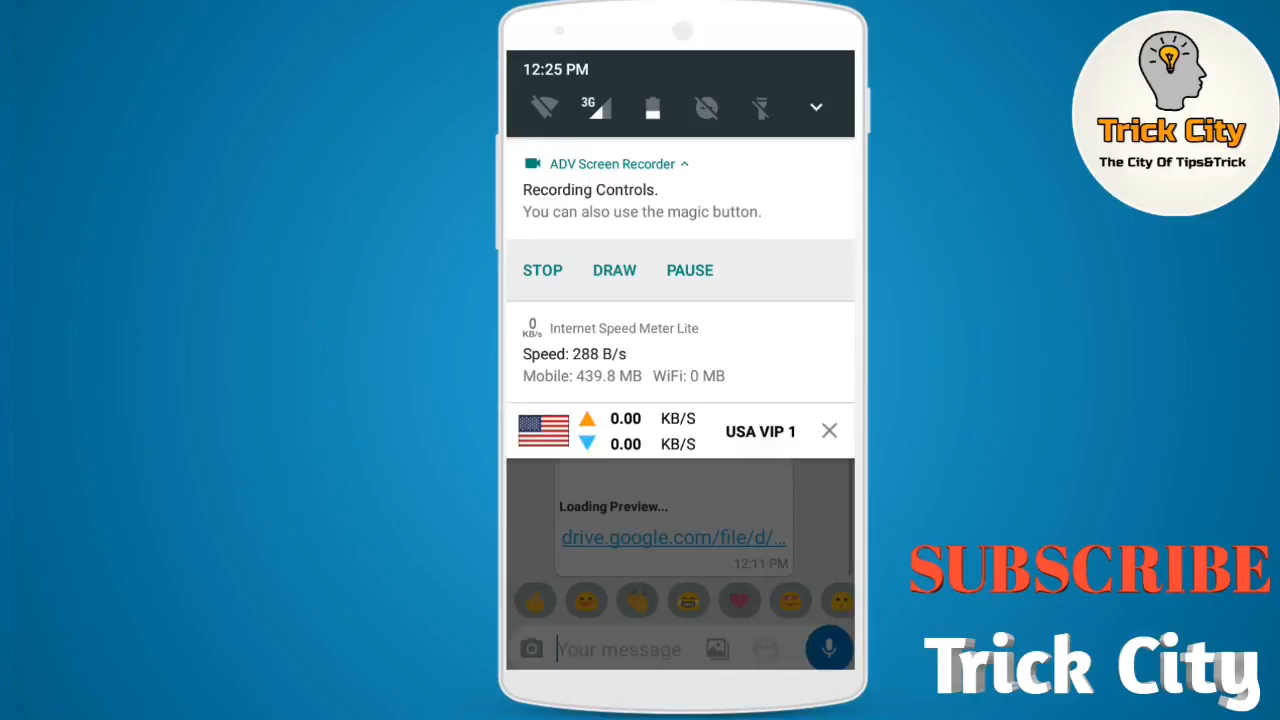 12:25 PM
3G
ADV Screen Recorder
Recording Controls.
You can also use the magic button.
STOP DRAW PAUSE
0 KB/s Internet Speed Meter Lite
Speed: 288 B/s
Mobile: 439.8 MB WiFi: 0 MB
0.00 KB/S
USA VIP 1
0.00 KB/S
Loading Preview...
drive.google.com/file/d/...
12:11 PM
Your message
Trick City
The City Of Tips&Trick
SUBSCRIBE
Trick City